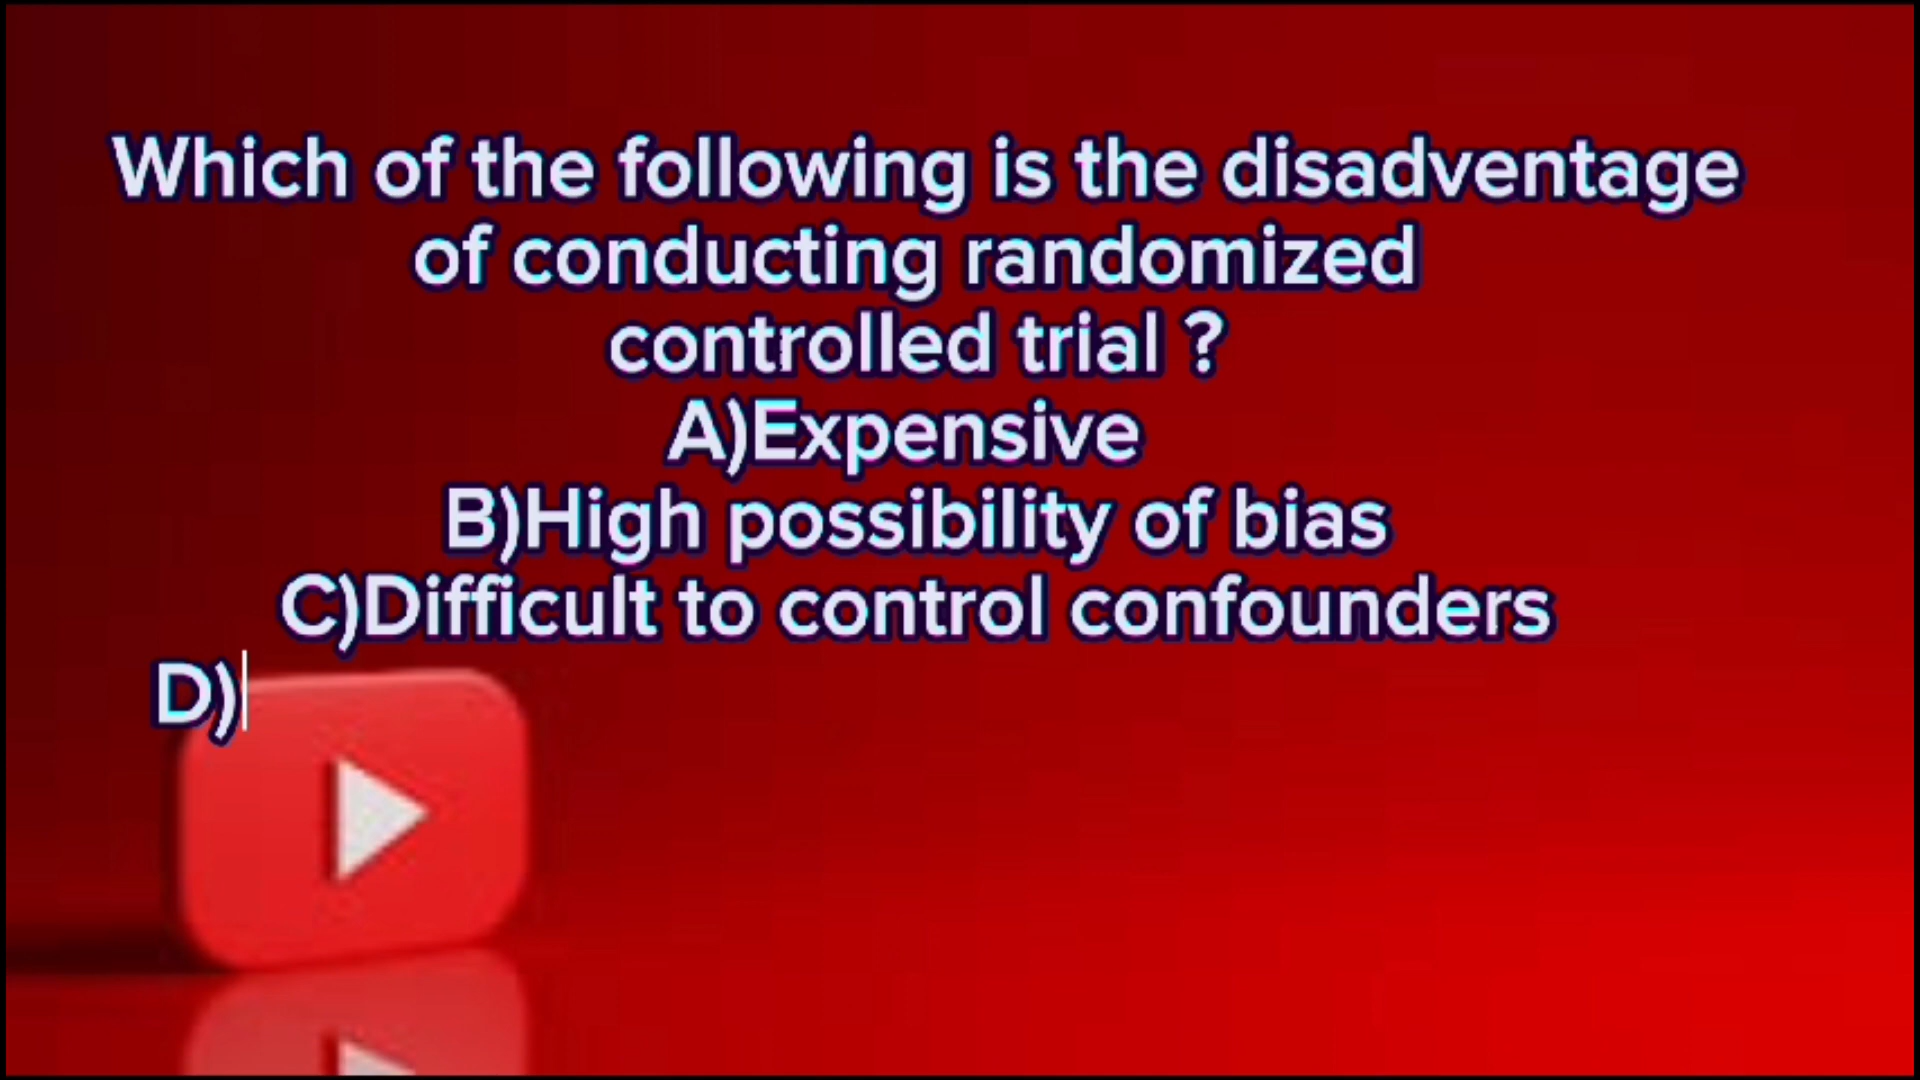 Which of the following is the disadventage
of conducting randomized
controlled trial ?
A)Expensive
B)High possibility of bias
C)Difficult to control confounders
D)